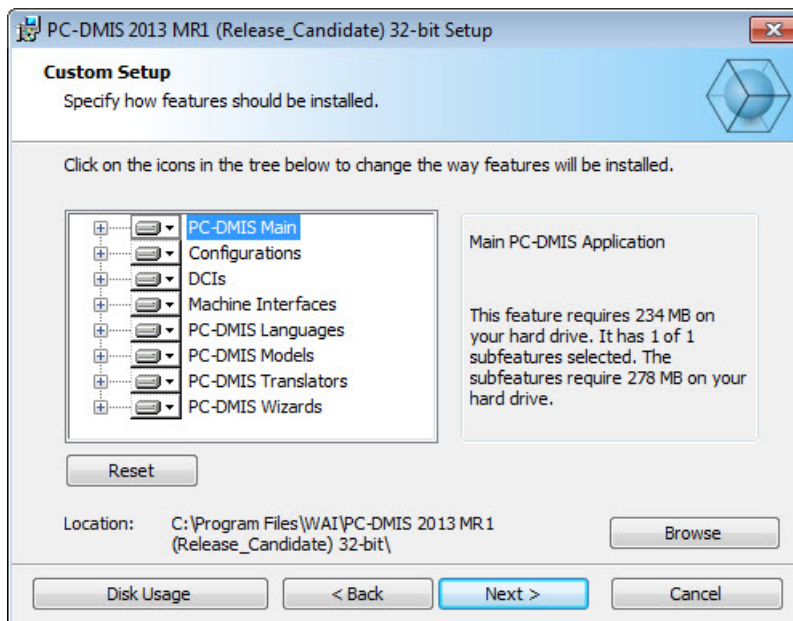 PC-DMIS 2013 MR1 (Release_Candidate) 32-bit Setup
Custom Setup
Specify how features should be installed.
Click on the icons in the tree below to change the way features will be installed.
PC-DMIS Main
Configurations
DCIs
Machine Interfaces
PC-DMIS Languages
PC-DMIS Models
PC-DMIS Translators
PC-DMIS Wizards
Main PC-DMIS Application
This feature requires 234 MB on
your hard drive. It has 1 of 1
subfeatures selected. The
subfeatures require 278 MB on your
hard drive.
Reset
Location: C:\Program Files\WAI\PC-DMIS 2013 MR1
(Release_Candidate) 32-bit\
Browse
Disk Usage
< Back
Next >
Cancel